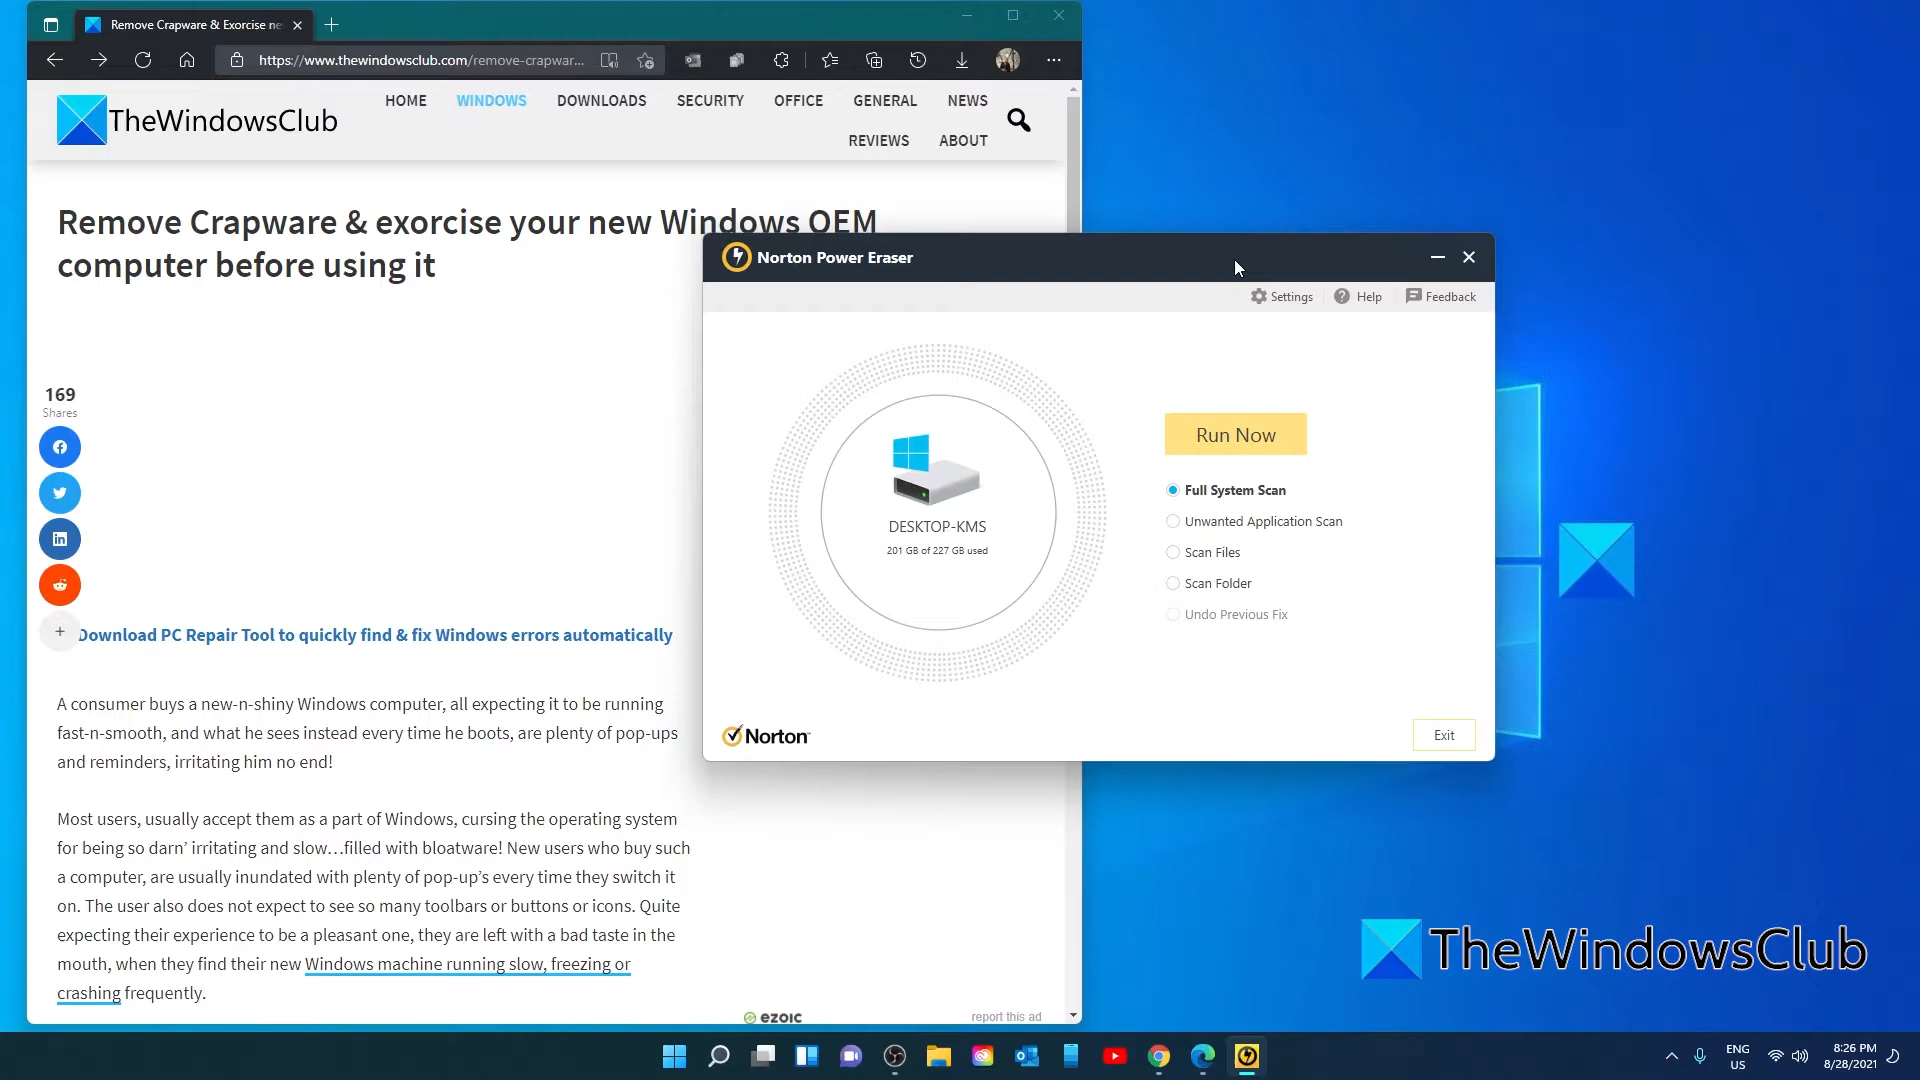 Remove Crapware & Exorcise ne
https://www.thewindowsclub.com/remove-crapwar...
TheWindowsClub
HOME WINDOWS DOWNLOADS SECURITY OFFICE GENERAL NEWS
REVIEWS ABOUT
Remove Crapware & exorcise your new Windows OEM
computer before using it
169
Shares
Download PC Repair Tool to quickly find & fix Windows errors automatically
A consumer buys a new-n-shiny Windows computer, all expecting it to be running
fast-n-smooth, and what he sees instead every time he boots, are plenty of pop-ups
and reminders, irritating him no end!
Most users, usually accept them as a part of Windows, cursing the operating system
for being so darn’ irritating and slow…filled with bloatware! New users who buy such
a computer, are usually inundated with plenty of pop-up’s every time they switch it
on. The user also does not expect to see so many toolbars or buttons or icons. Quite
expecting their experience to be a pleasant one, they are left with a bad taste in the
mouth, when they find their new Windows machine running slow, freezing or
crashing frequently.
ezoic
report this ad
Norton Power Eraser
Settings Help Feedback
DESKTOP-KMS
201 GB of 227 GB used
Run Now
Full System Scan
Unwanted Application Scan
Scan Files
Scan Folder
Undo Previous Fix
Norton
Exit
TheWindowsClub
ENG
US
8:26 PM
8/28/2021